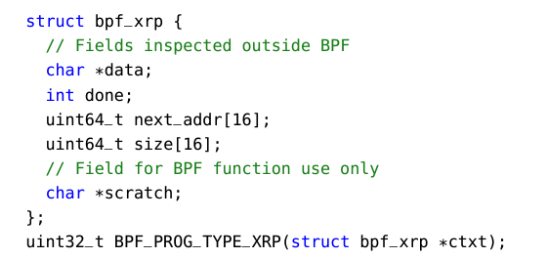 struct bpf_xrp {
  // Fields inspected outside BPF
  char *data;
  int done;
  uint64_t next_addr[16];
  uint64_t size[16];
  // Field for BPF function use only
  char *scratch;
};
uint32_t BPF_PROG_TYPE_XRP(struct bpf_xrp *ctxt);